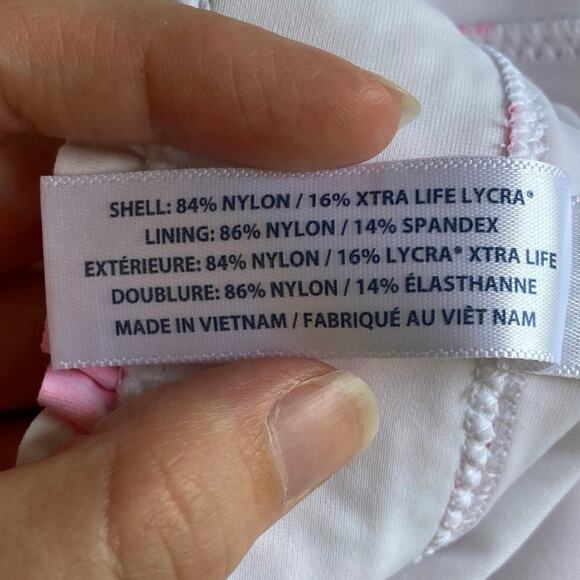 SHELL: 84% NYLON / 16% XTRA LIFE LYCRA®
LINING: 86% NYLON / 14% SPANDEX
EXTÉRIEURE: 84% NYLON / 16% LYCRA® XTRA LIFE
DOUBLURE: 86% NYLON / 14% ÉLASTHANNE
MADE IN VIETNAM / FABRIQUÉ AU VIÊT NAM